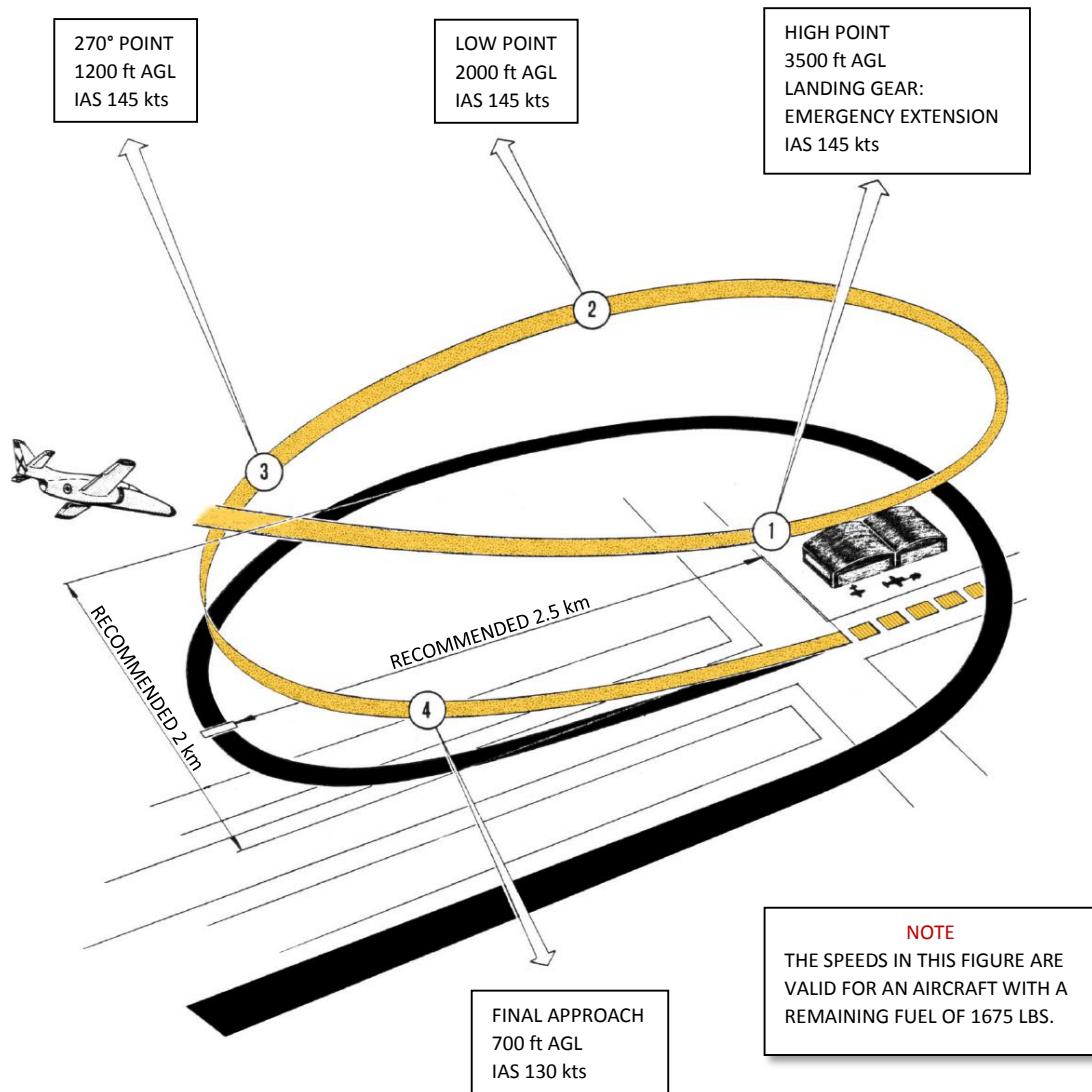 270° POINT
1200 ft AGL
IAS 145 kts
LOW POINT
2000 ft AGL
IAS 145 kts
HIGH POINT
3500 ft AGL
LANDING GEAR:
EMERGENCY EXTENSION
IAS 145 kts
2
3
1
RECOMMENDED 2.5 km
RECOMMENDED 2 km
4
FINAL APPROACH
700 ft AGL
IAS 130 kts
NOTE
THE SPEEDS IN THIS FIGURE ARE
VALID FOR AN AIRCRAFT WITH A
REMAINING FUEL OF 1675 LBS.